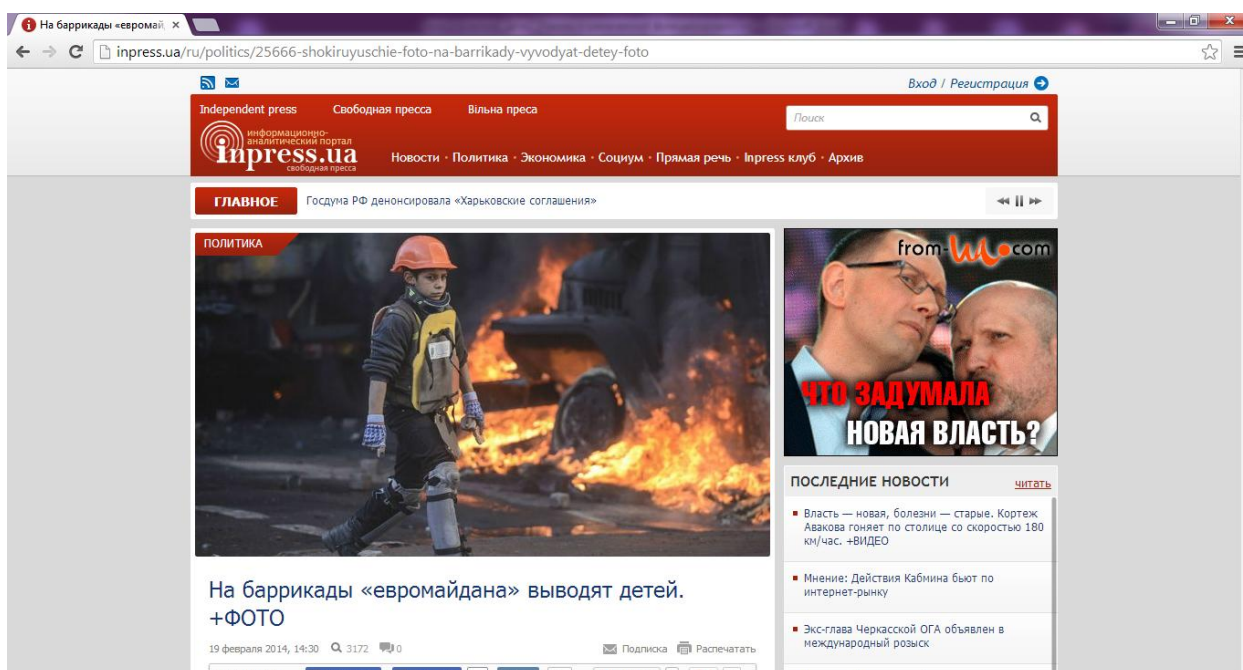 На баррикады «евромай
inpress.ua/ru/politics/25666-shokiruyuschie-foto-na-barrikady-vyvodyat-detey-foto
Вход / Регистрация
Independent press Свободная пресса Вільна преса
Поиск
информационно-
аналитический портал
inpress.ua
свободная пресса
Новости · Политика · Экономика · Социум · Прямая речь · Inpress клуб · Архив
ГЛАВНОЕ
Госдума РФ денонсировала «Харьковские соглашения»
ПОЛИТИКА
На баррикады «евромайдана» выводят детей.
+ФОТО
19 февраля 2014, 14:30 3172 0
Подписка Распечатать
from-ua.com
ЧТО ЗАДУМАЛА
НОВАЯ ВЛАСТЬ?
ПОСЛЕДНИЕ НОВОСТИ
читать
Власть — новая, болезни — старые. Кортеж
Авакова гоняет по столице со скоростью 180
км/час. +ВИДЕО
Мнение: Действия Кабмина бьют по
интернет-рынку
Экс-глава Черкасской ОГА объявлен в
международный розыск